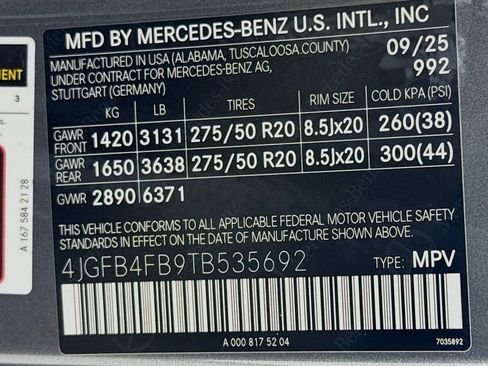 MFD BY MERCEDES-BENZ U.S. INTL., INC
MANUFACTURED IN USA (ALABAMA, TUSCALOOSA COUNTY) 09/25
UNDER CONTRACT FOR MERCEDES-BENZ AG, 992
STUTTGART (GERMANY)
KG LB TIRES RIM SIZE COLD KPA (PSI)
GAWR FRONT 1420 3131 275/50 R20 8.5Jx20 260(38)
GAWR REAR 1650 3638 275/50 R20 8.5Jx20 300(44)
GWR 2890 6371
THIS VEHICLE CONFORMS TO ALL APPLICABLE FEDERAL MOTOR VEHICLE SAFETY
STANDARDS IN EFFECT ON THE DATE OF MANUFACTURE SHOWN ABOVE.
4JGFB4FB9TB535692 TYPE: MPV
A 000 817 52 04 7035892
3
A 167 584 21 28